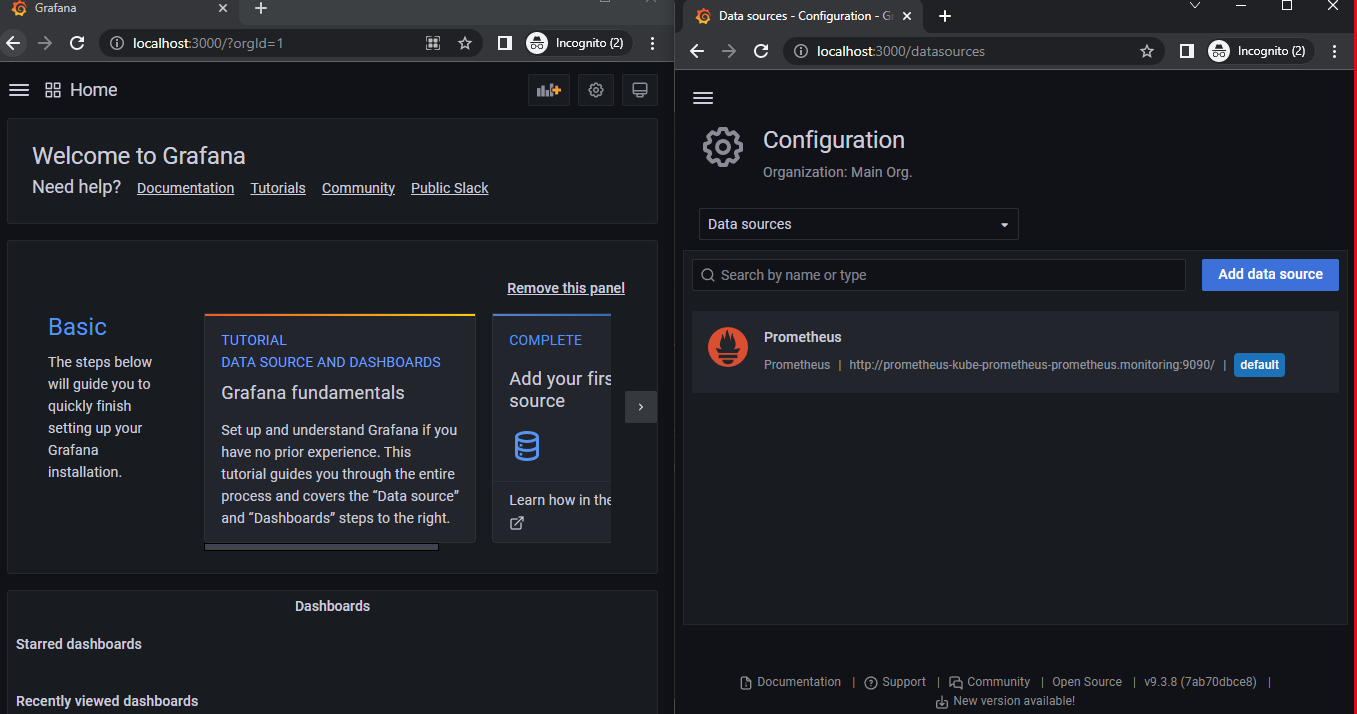 Grafana
localhost:3000/?orgId=1
Incognito (2)
Home
Welcome to Grafana
Need help? Documentation Tutorials Community Public Slack
Remove this panel
Basic
The steps below
will guide you to
quickly finish
setting up your
Grafana
installation.
TUTORIAL
DATA SOURCE AND DASHBOARDS
Grafana fundamentals
Set up and understand Grafana if you
have no prior experience. This
tutorial guides you through the entire
process and covers the “Data source”
and “Dashboards” steps to the right.
COMPLETE
Add your firs
source
Learn how in the
Dashboards
Starred dashboards
Recently viewed dashboards
Data sources - Configuration - Gr
localhost:3000/datasources
Incognito (2)
Configuration
Organization: Main Org.
Data sources
Search by name or type
Add data source
Prometheus
Prometheus | http://prometheus-kube-prometheus-prometheus.monitoring:9090/ | default
Documentation | Support | Community | Open Source | v9.3.8 (7ab70dbce8) |
New version available!